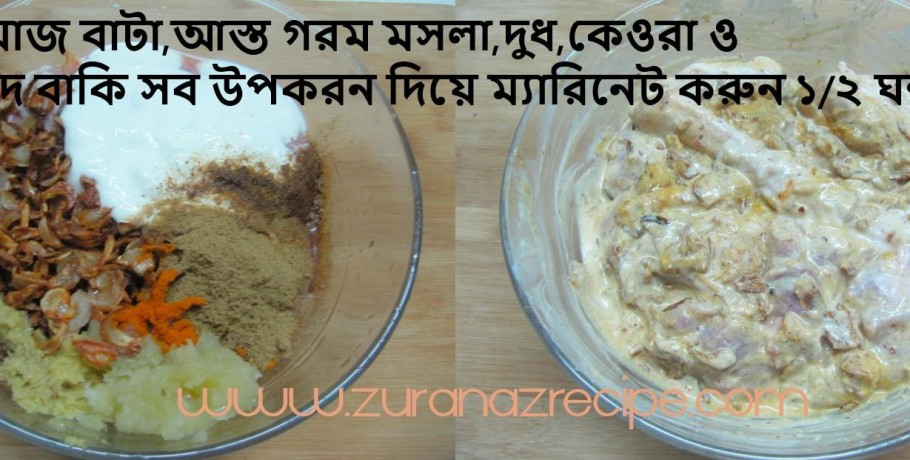 বাটা,আস্ত গরম মসলা,দুধ,কেওরা ও
বাকি সব উপকরন দিয়ে ম্যারিনেট করুন ১/২
www.zuranazrecipe.com